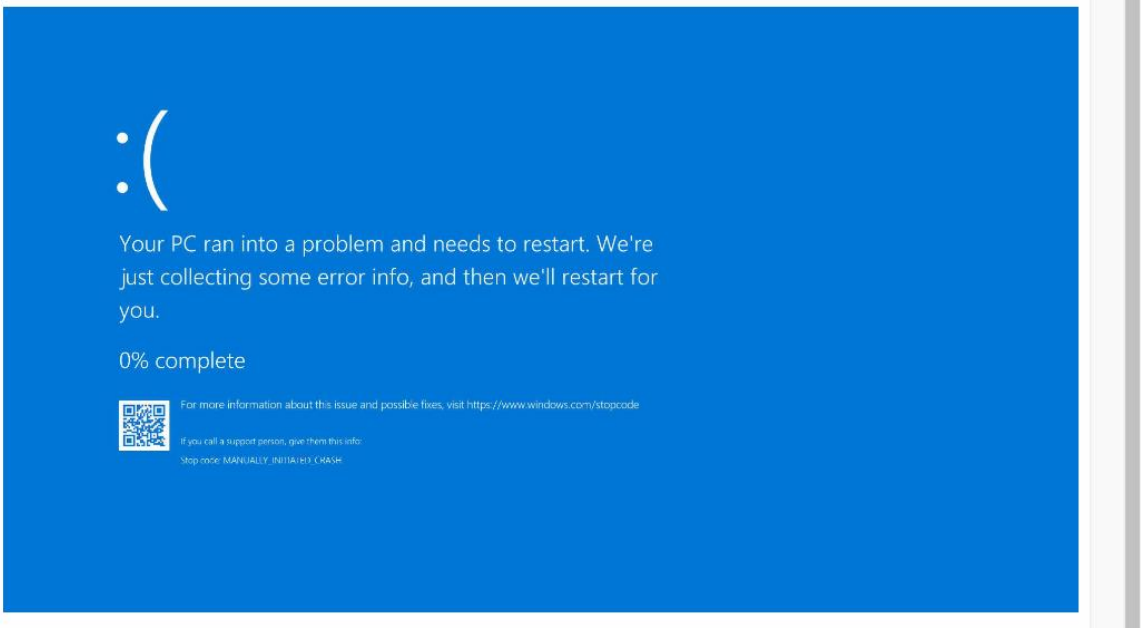 :(
Your PC ran into a problem and needs to restart. We're
just collecting some error info, and then we'll restart for
you.
0% complete
For more information about this issue and possible fixes, visit https://www.windows.com/stopcode
If you call a support person, give them this info:
Stop code: MANUALLY_INITIATED_CRASH